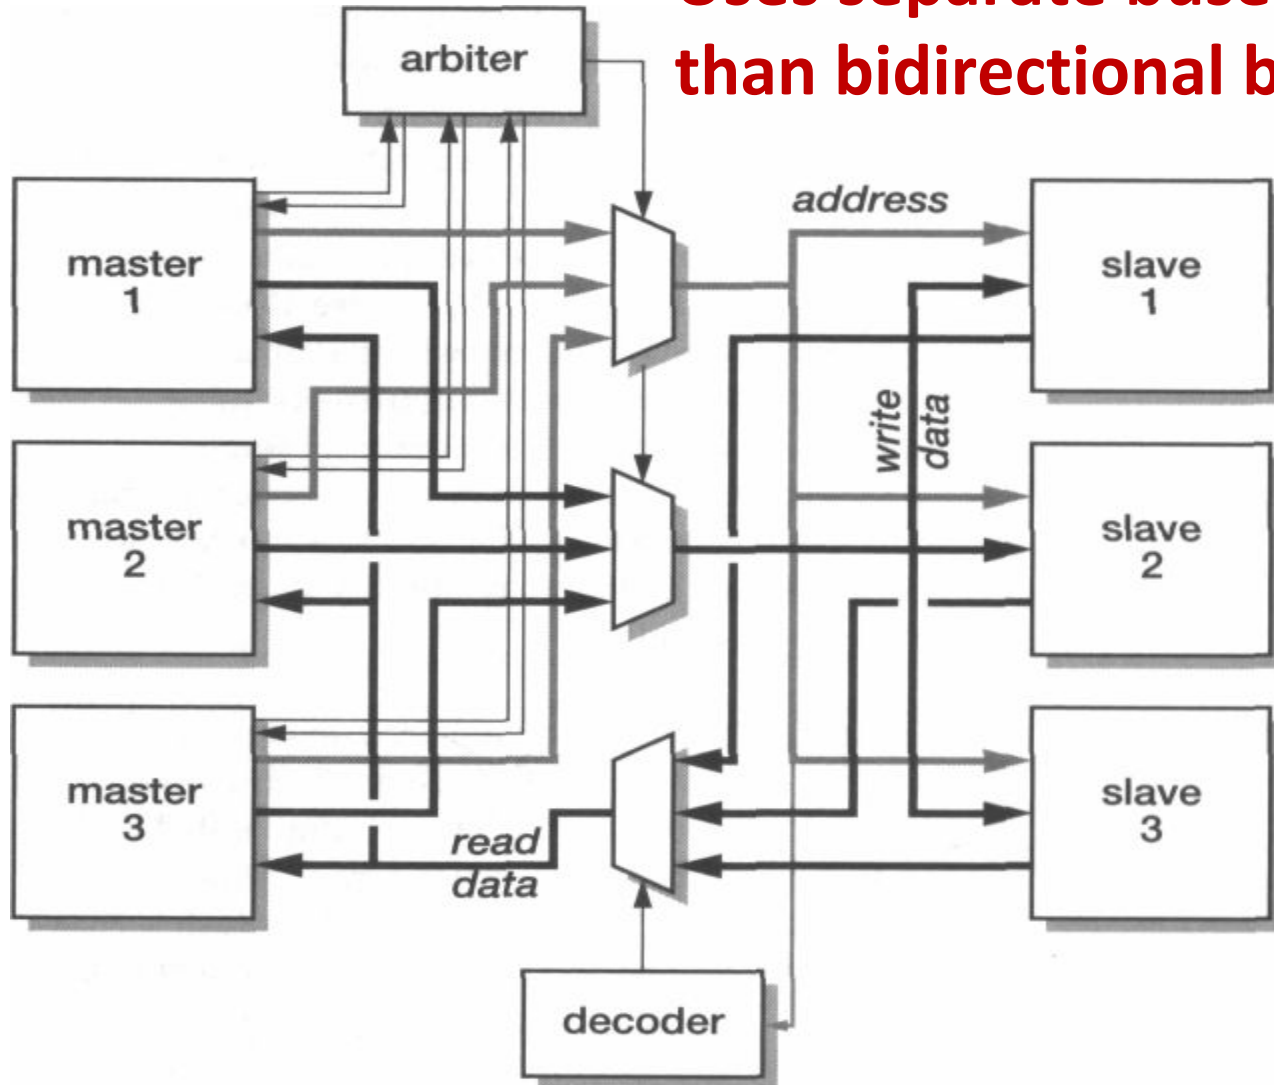 than bidirectional b
arbiter
address
master
1
slave
1
write
data
master
2
slave
2
master
3
slave
3
read
data
decoder